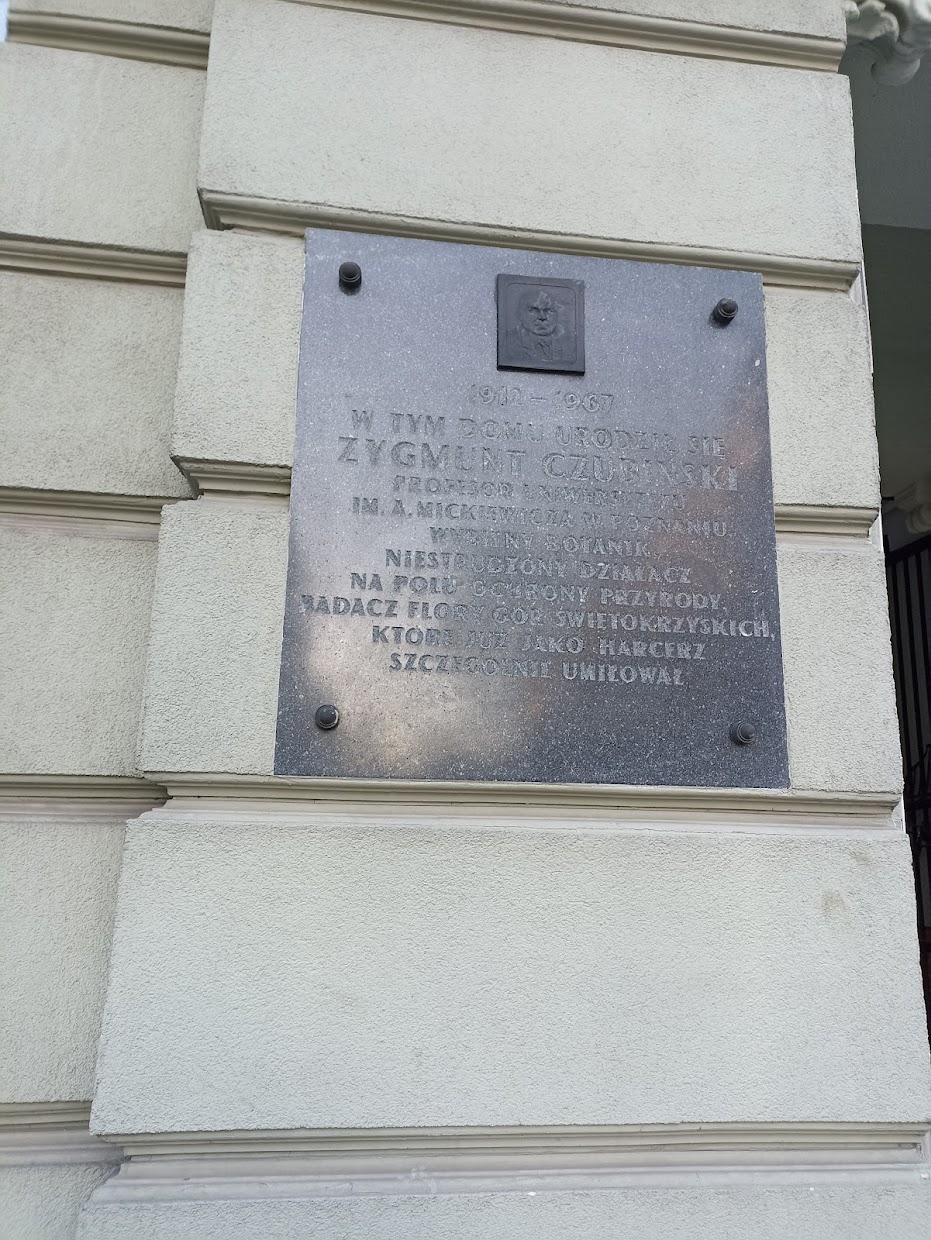 1912 – 1967
W TYM DOMU URODZIŁ SIĘ
ZYGMUNT CZUBIŃSKI
PROFESOR UNIWERSYTETU
IM. A. MICKIEWICZA W POZNANIU,
WYBITNY BOTANIK,
NIESTRUDZONY DZIAŁACZ
NA POLU OCHRONY PRZYRODY,
BADACZ FLORY GÓR ŚWIĘTOKRZYSKICH,
KTÓRE JUŻ JAKO HARCERZ
SZCZEGÓLNIE UMIŁOWAŁ